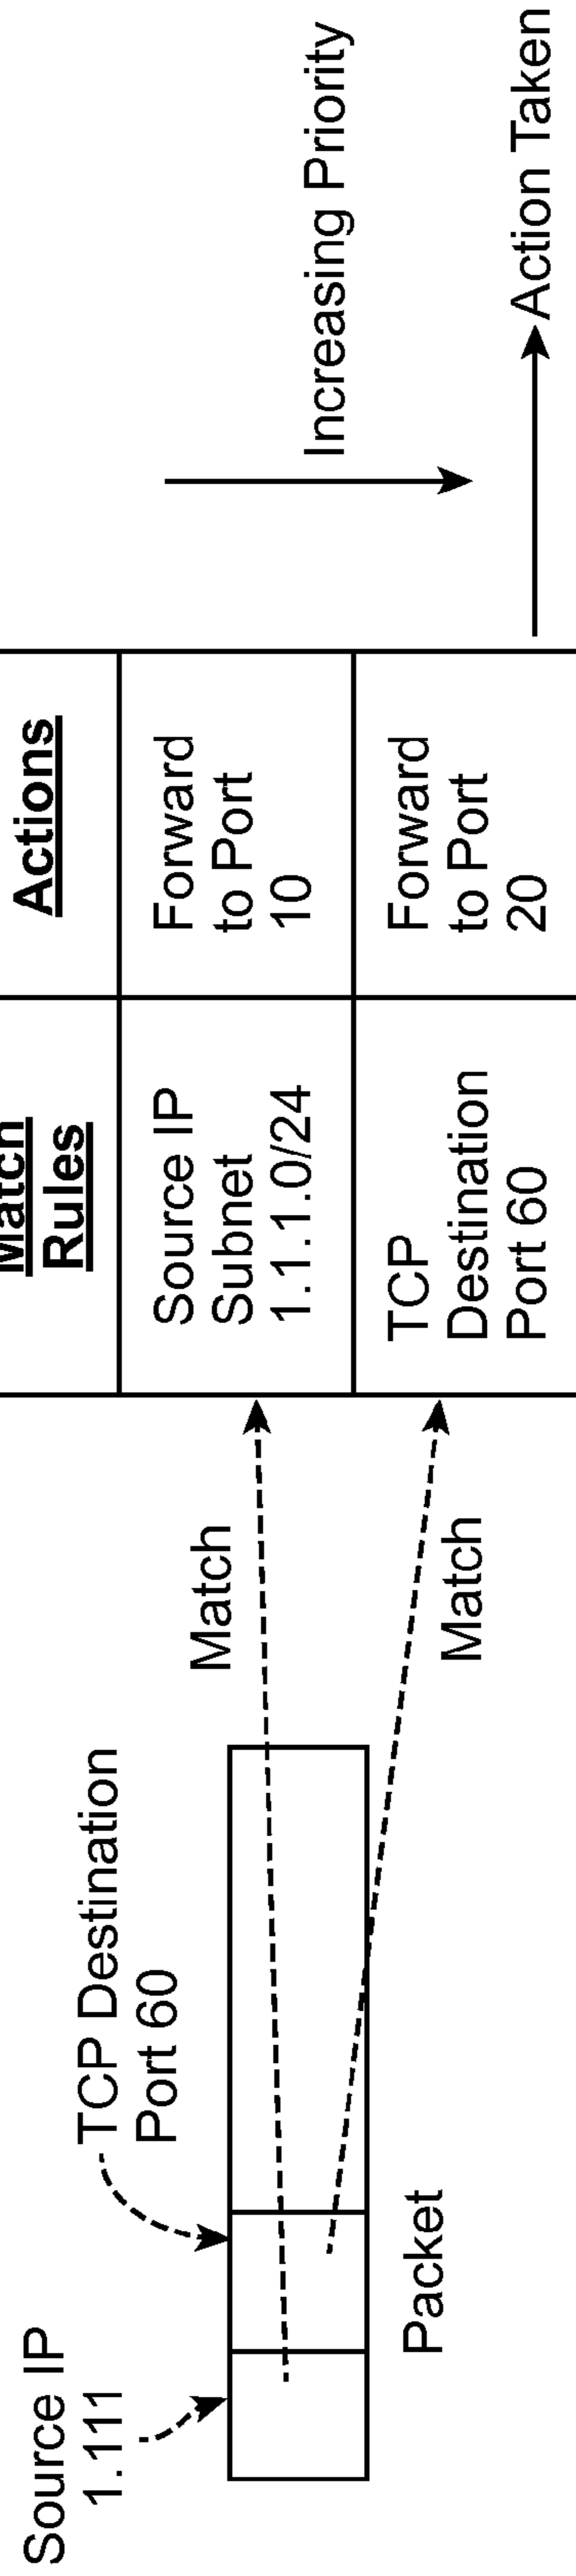 Source IP
1.111
TCP Destination
Port 60
Packet
Match
Match
Match
Rules
Actions
Source IP
Subnet
1.1.1.0/24
Forward
to Port
10
TCP
Destination
Port 60
Forward
to Port
20
Increasing Priority
Action Taken